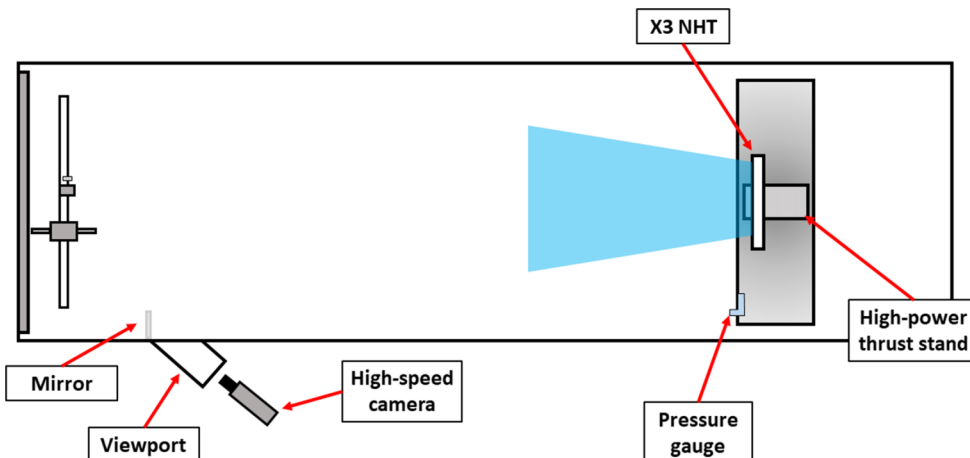 X3 NHT
High-power
thrust stand
Mirror
High-speed
camera
Viewport
Pressure
gauge